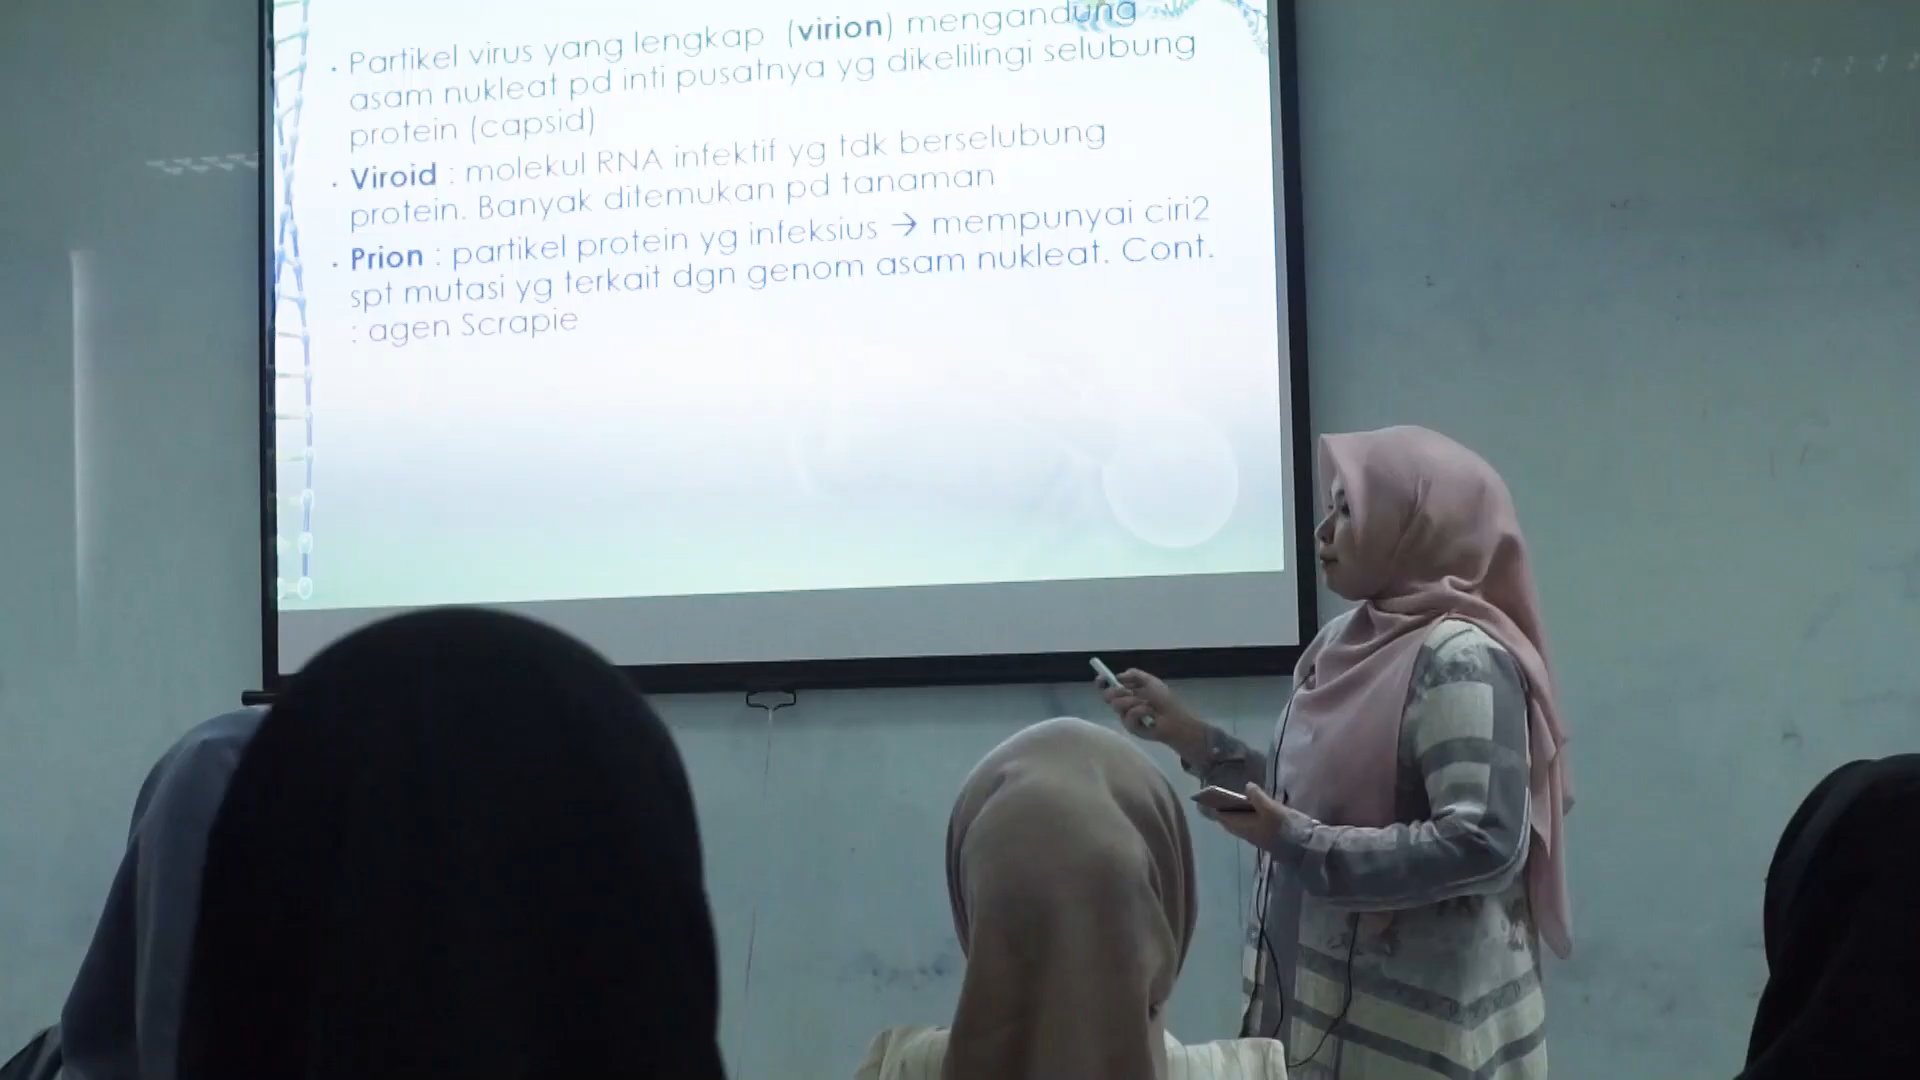 . Partikel virus yang lengkap (virion) mengandung
asam nukleat pd inti pusatnya yg dikelilingi selubung
protein (capsid)
. Viroid : molekul RNA infektif yg tdk berselubung
protein. Banyak ditemukan pd tanaman
. Prion : partikel protein yg infeksius → mempunyai ciri2
spt mutasi yg terkait dgn genom asam nukleat. Cont.
: agen Scrapie